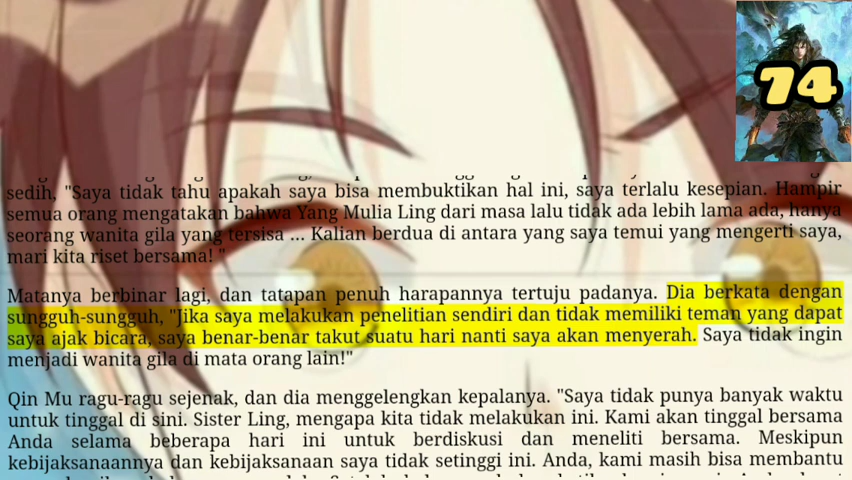 74
sedih, "Saya tidak tahu apakah saya bisa membuktikan hal ini, saya terlalu kesepian. Hampir
semua orang mengatakan bahwa Yang Mulia Ling dari masa lalu tidak ada lebih lama ada, hanya
seorang wanita gila yang tersisa ... Kalian berdua di antara yang saya temui yang mengerti saya,
mari kita riset bersama! "
Matanya berbinar lagi, dan tatapan penuh harapannya tertuju padanya. Dia berkata dengan
sungguh-sungguh, "Jika saya melakukan penelitian sendiri dan tidak memiliki teman yang dapat
saya ajak bicara, saya benar-benar takut suatu hari nanti saya akan menyerah. Saya tidak ingin
menjadi wanita gila di mata orang lain!"
Qin Mu ragu-ragu sejenak, dan dia menggelengkan kepalanya. "Saya tidak punya banyak waktu
untuk tinggal di sini. Sister Ling, mengapa kita tidak melakukan ini. Kami akan tinggal bersama
Anda selama beberapa hari ini untuk berdiskusi dan meneliti bersama. Meskipun
kebijaksanaannya dan kebijaksanaan saya tidak setinggi ini. Anda, kami masih bisa membantu